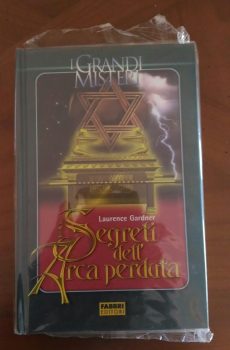 I GRANDI
MISTERI
Laurence Gardner
I Segreti
dell'
Arca perduta
FABBRI
EDITORI